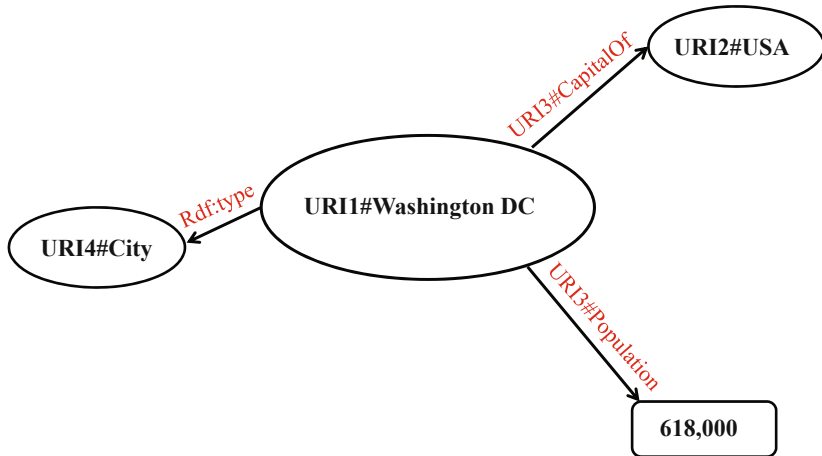 URI2#USA
URI3#CapitalOf
URI1#Washington DC
Rdf:type
URI4#City
URI3#Population
618,000